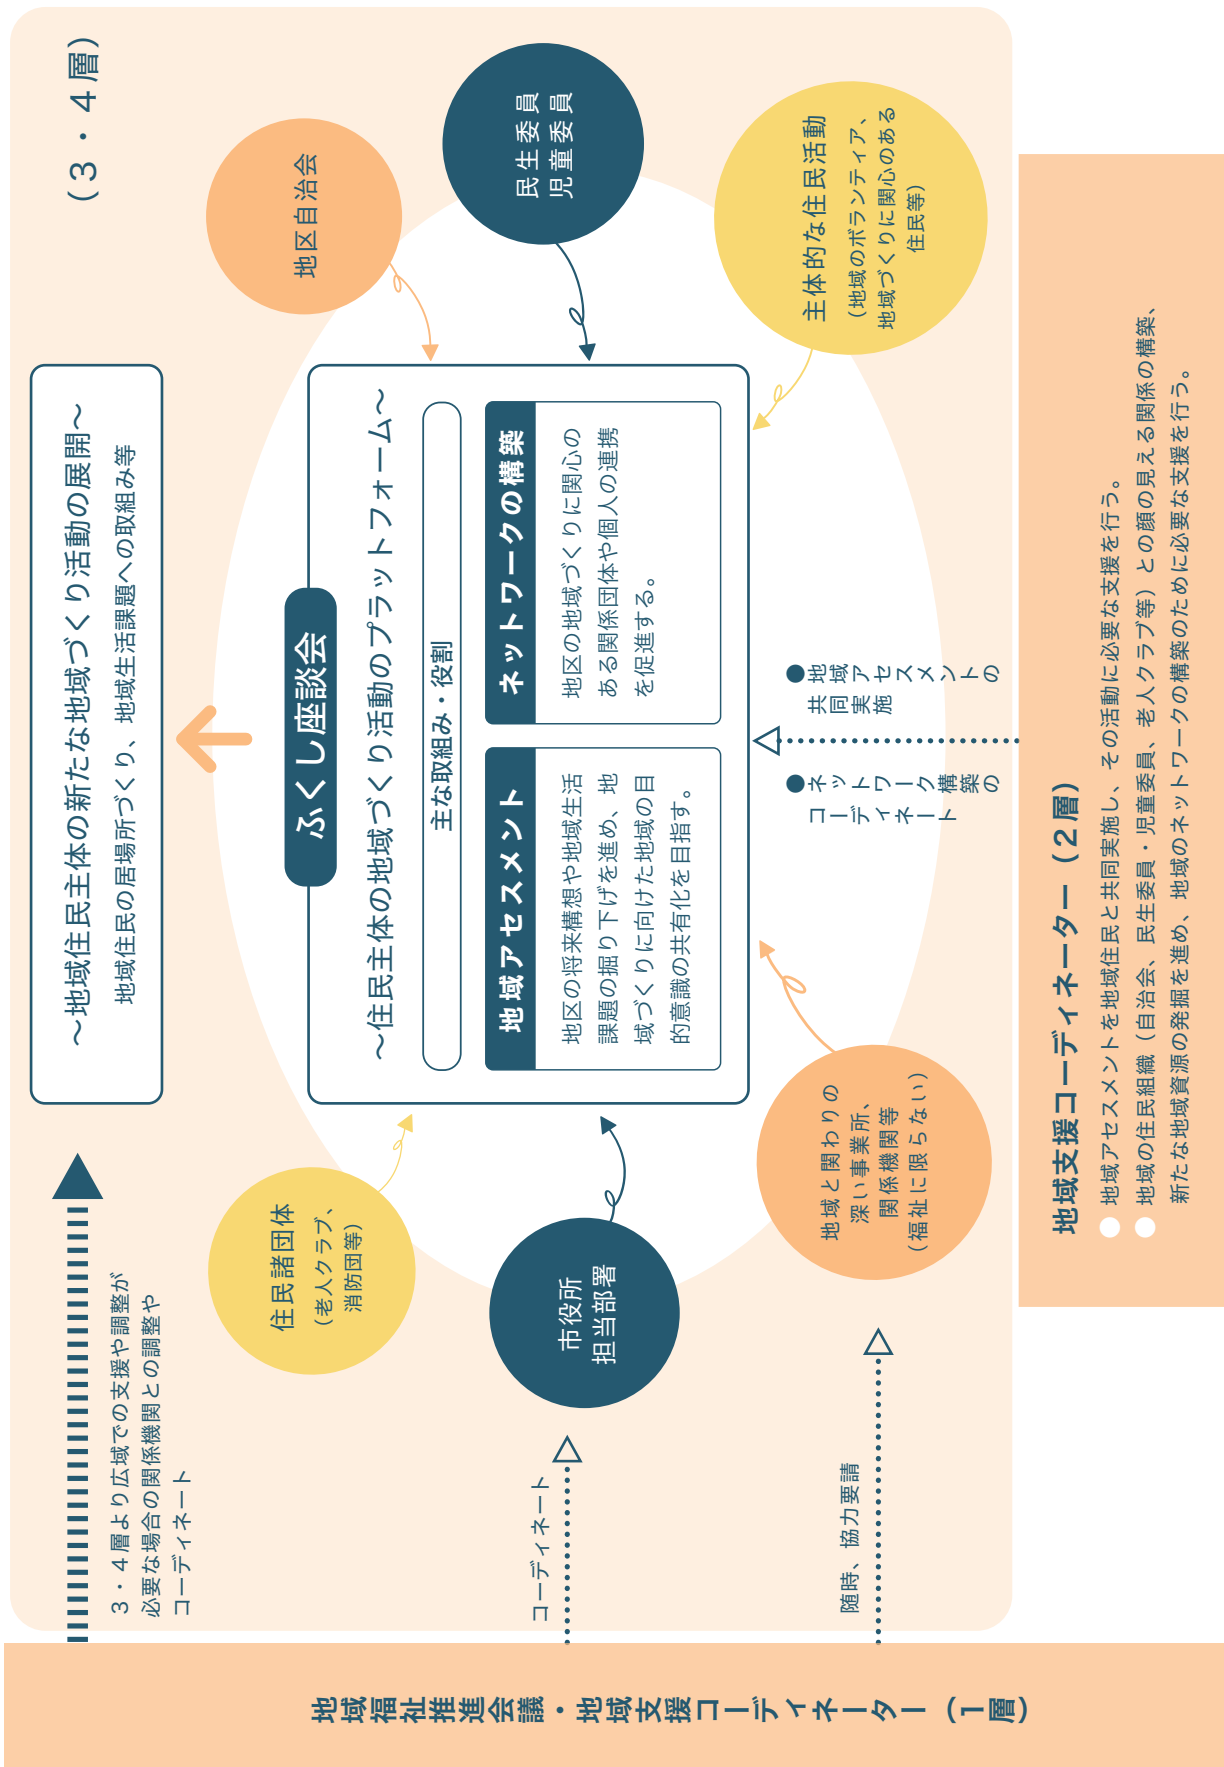 （３・４層）
～地域住民主体の新たな地域づくり活動の展開～
地域住民の居場所づくり、地域生活課題への取組み等
３・４層より広域での支援や調整が
必要な場合の関係機関との調整や
コーディネート
住民諸団体
（老人クラブ、
消防団等）
地区自治会
ふくし座談会
～住民主体の地域づくり活動のプラットフォーム～
主な取組み・役割
地域アセスメント
地区の将来構想や地域生活
課題の掘り下げを進め、地
域づくりに向けた地域の目
的意識の共有化を目指す。
ネットワークの構築
地区の地域づくりに関心の
ある関係団体や個人の連携
を促進する。
市役所
担当部署
民生委員
児童委員
コーディネート
地域と関わりの
深い事業所、
関係機関等
（福祉に限らない）
●ネットワーク構築の
コーディネート
●地域アセスメントの
共同実施
主体的な住民活動
（地域のボランティア、
地域づくりに関心のある
住民等）
随時、協力要請
地域福祉推進会議・地域支援コーディネーター（１層）
地域支援コーディネーター（２層）
●地域アセスメントを地域住民と共同実施し、その活動に必要な支援を行う。
●地域の住民組織（自治会、民生委員・児童委員、老人クラブ等）との顔の見える関係の構築、
新たな地域資源の発掘を進め、地域のネットワークの構築のために必要な支援を行う。